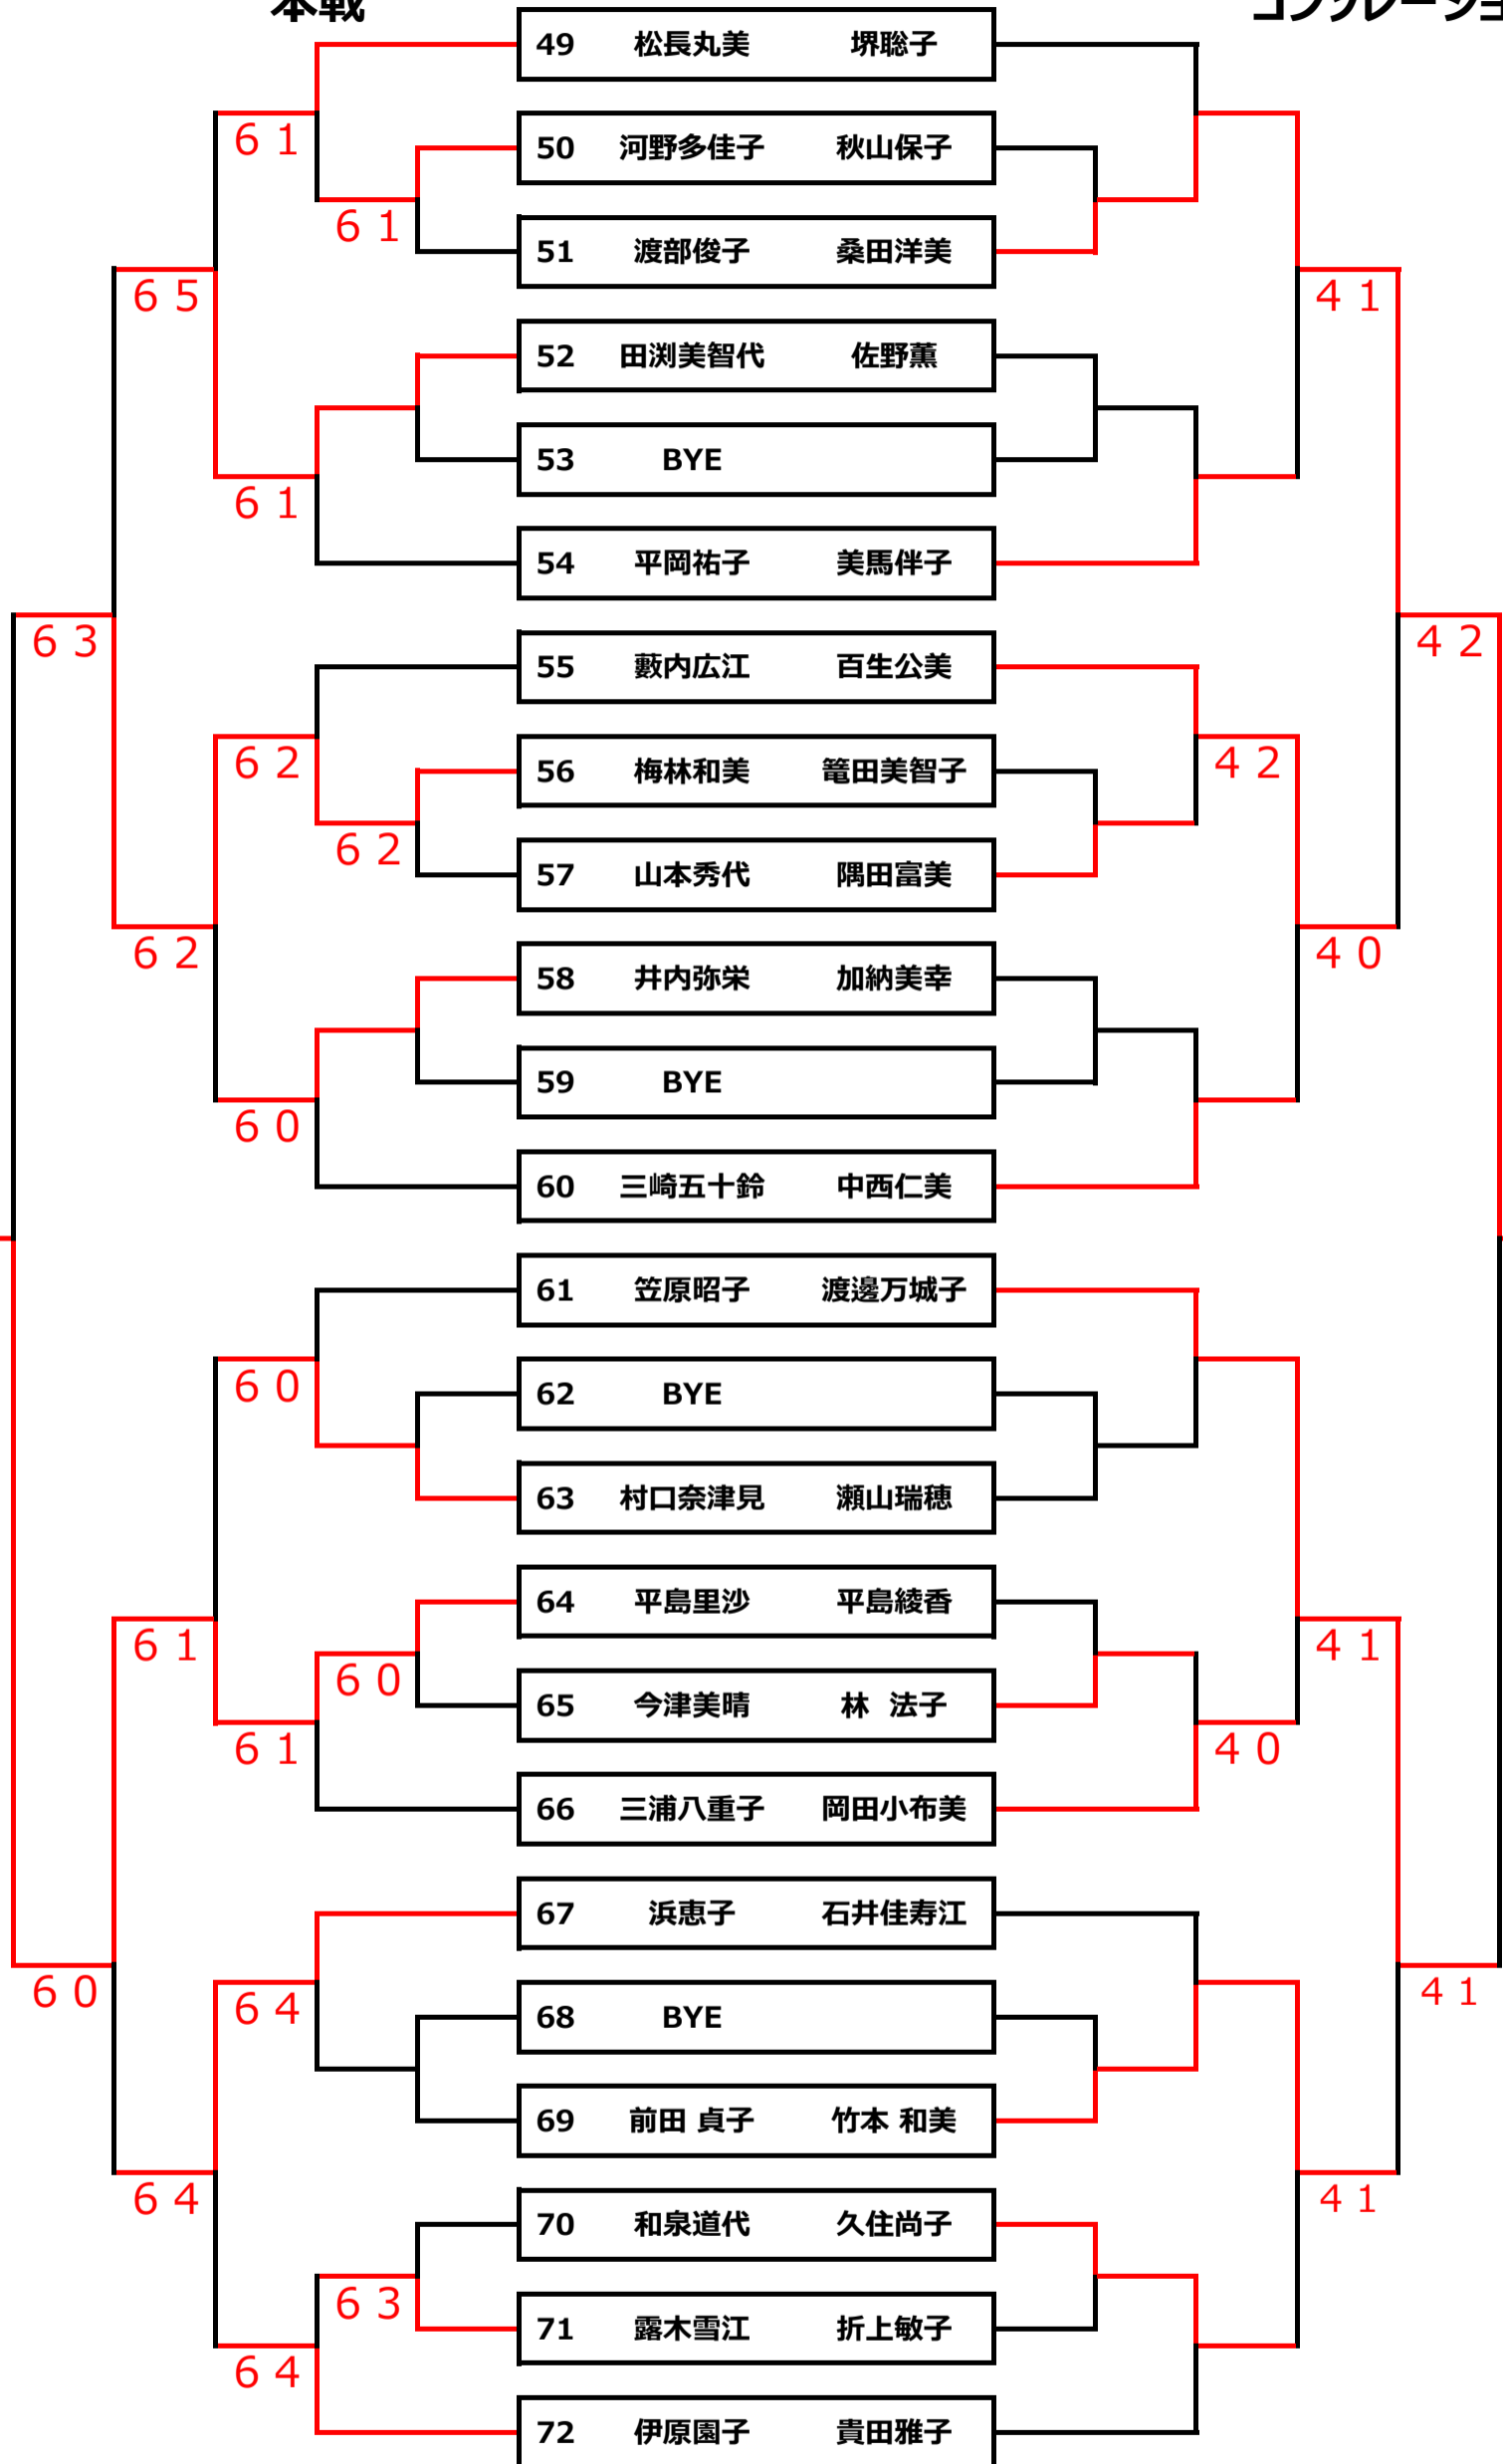 本戦 コンソレーショ
49 松長丸美 堺聡子
6 1
50 河野多佳子 秋山保子
6 1
51 渡部俊子 桑田洋美
6 5 4 1
52 田渕美智代 佐野薫
53 BYE
6 1
54 平岡祐子 美馬伴子
6 3 4 2
55 藪内広江 百生公美
6 2 4 2
56 梅林和美 篭田美智子
6 2
57 山本秀代 隅田富美
6 2 4 0
58 井内弥栄 加納美幸
59 BYE
6 0
60 三崎五十鈴 中西仁美
61 笠原昭子 渡邊万城子
6 0
62 BYE
63 村口奈津見 瀬山瑞穂
64 平島里沙 平島綾香
6 1 4 1
6 0
65 今津美晴 林 法子
6 1 4 0
66 三浦八重子 岡田小布美
67 浜恵子 石井佳寿江
6 0 4 1
6 4
68 BYE
69 前田 貞子 竹本 和美
6 4 4 1
70 和泉道代 久住尚子
6 3
71 露木雪江 折上敏子
6 4
72 伊原園子 貴田雅子